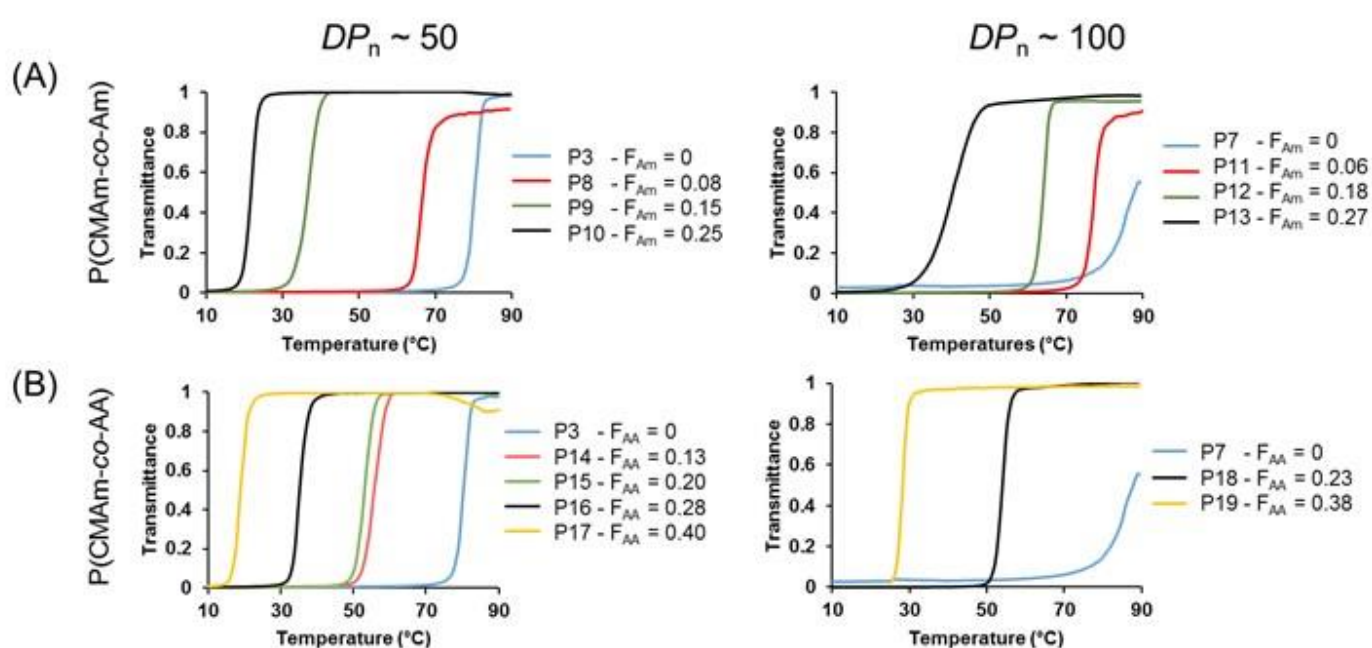 DPn ~ 50
DPn ~ 100
(A)
P(CMAm-co-Am)
Transmittance
1
0.8
0.6
0.4
0.2
0
10 30 50 70 90
Temperature (°C)
P3 - FAm = 0
P8 - FAm = 0.08
P9 - FAm = 0.15
P10 - FAm = 0.25
Transmittance
1
0.8
0.6
0.4
0.2
0
10 30 50 70 90
Temperatures (°C)
P7 - FAm = 0
P11 - FAm = 0.06
P12 - FAm = 0.18
P13 - FAm = 0.27
(B)
P(CMAm-co-AA)
Transmittance
1
0.8
0.6
0.4
0.2
0
10 30 50 70 90
Temperature (°C)
P3 - FAA = 0
P14 - FAA = 0.13
P15 - FAA = 0.20
P16 - FAA = 0.28
P17 - FAA = 0.40
Transmittance
1
0.8
0.6
0.4
0.2
0
10 30 50 70 90
Temperature (°C)
P7 - FAA = 0
P18 - FAA = 0.23
P19 - FAA = 0.38